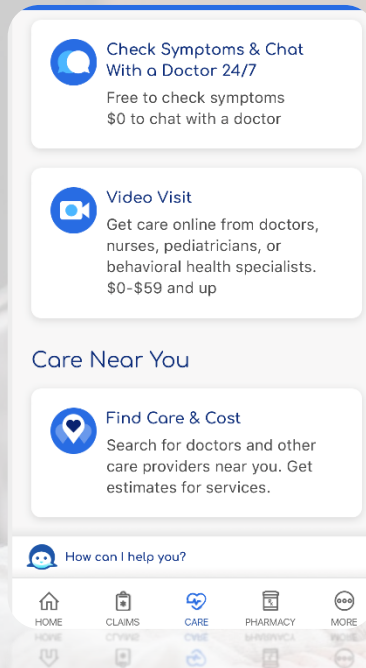 Check Symptoms & Chat
With a Doctor 24/7
Free to check symptoms
$0 to chat with a doctor
Video Visit
Get care online from doctors,
nurses, pediatricians, or
behavioral health specialists.
$0-$59 and up
Care Near You
Find Care & Cost
Search for doctors and other
care providers near you. Get
estimates for services.
How can I help you?
HOME CLAIMS CARE PHARMACY MORE